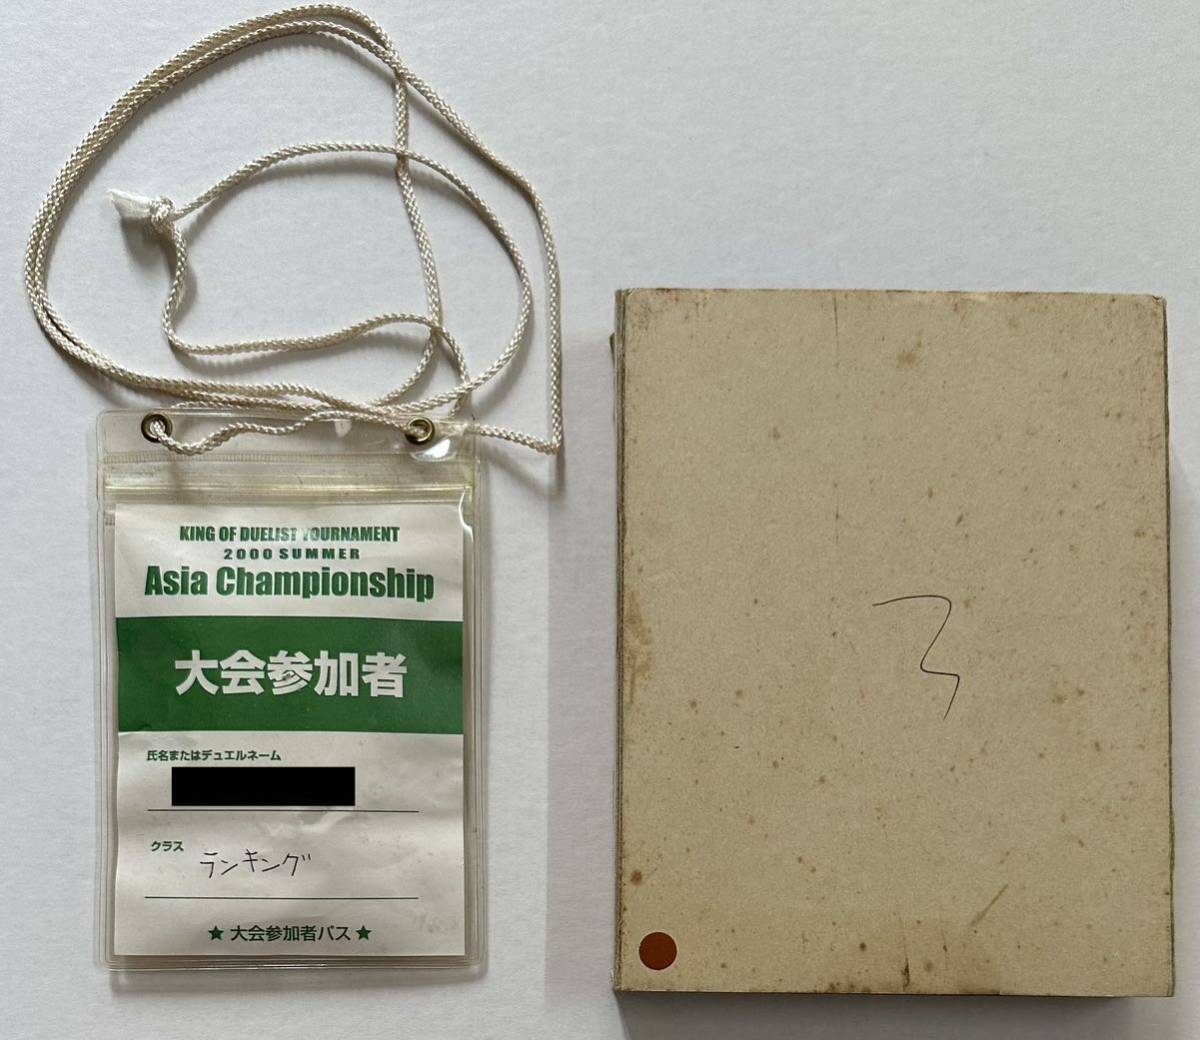 KING OF DUELIST TOURNAMENT
2000 SUMMER
Asia Championship
大会参加者
氏名またはデュエルネーム
クラス
ランキング
★ 大会参加者パス ★